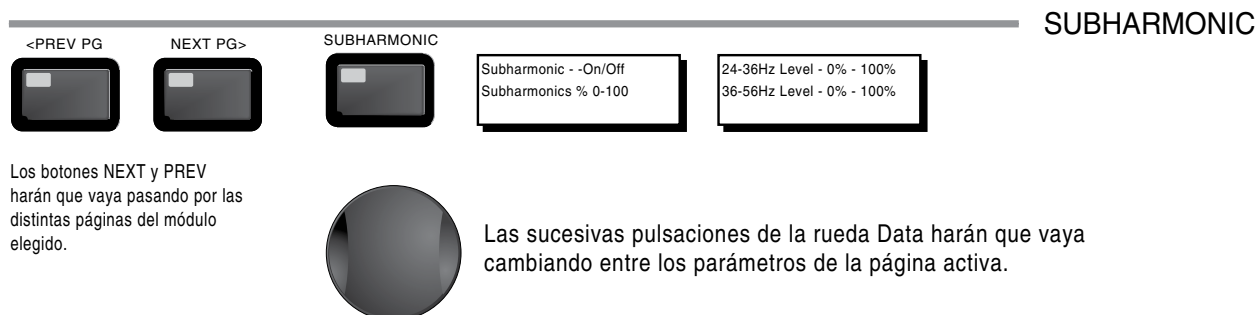 SUBHARMONIC
<PREV PG
NEXT PG>
SUBHARMONIC
Subharmonic - -On/Off
Subharmonics % 0-100
24-36Hz Level - 0% - 100%
36-56Hz Level - 0% - 100%
Los botones NEXT y PREV
harán que vaya pasando por las
distintas páginas del módulo
elegido.
Las sucesivas pulsaciones de la rueda Data harán que vaya
cambiando entre los parámetros de la página activa.